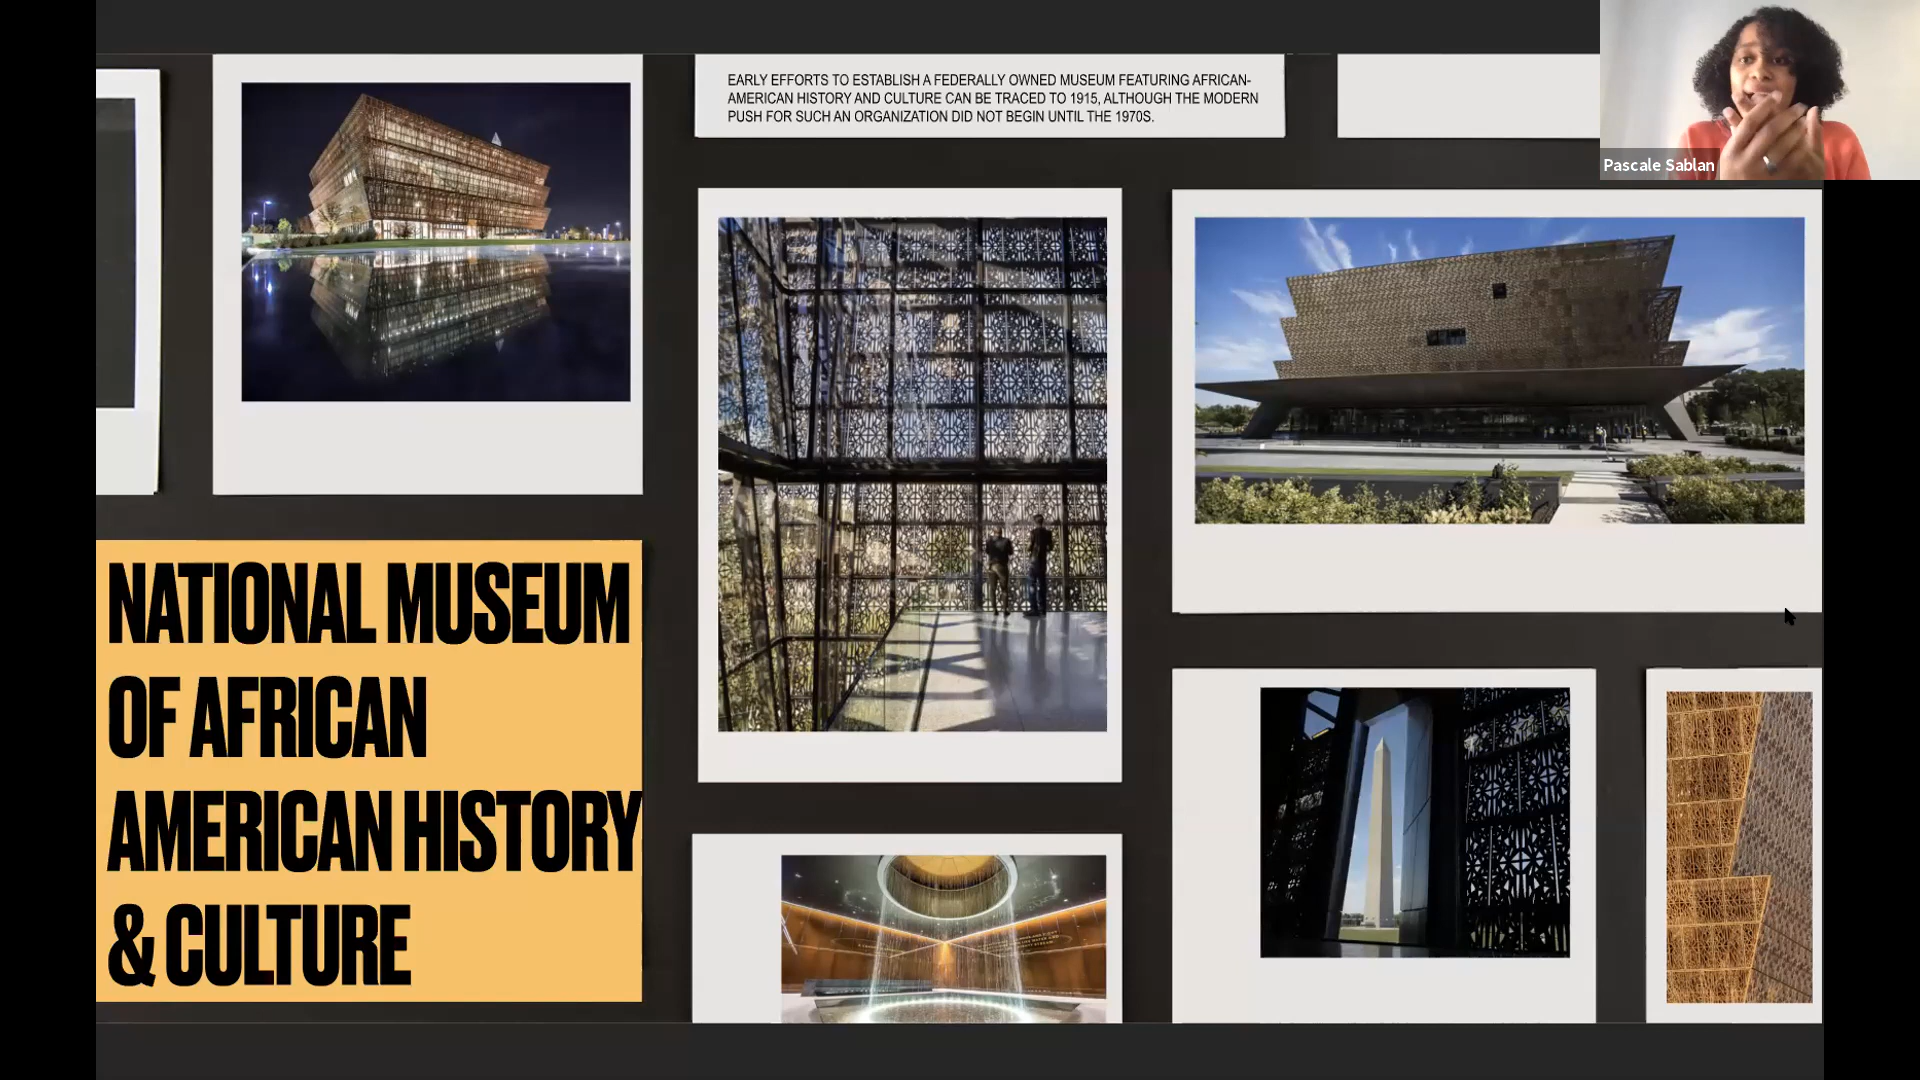 EARLY EFFORTS TO ESTABLISH A FEDERALLY OWNED MUSEUM FEATURING AFRICAN-
AMERICAN HISTORY AND CULTURE CAN BE TRACED TO 1915, ALTHOUGH THE MODERN
PUSH FOR SUCH AN ORGANIZATION DID NOT BEGIN UNTIL THE 1970S.
Pascale Sablan
NATIONAL MUSEUM
OF AFRICAN
AMERICAN HISTORY
& CULTURE